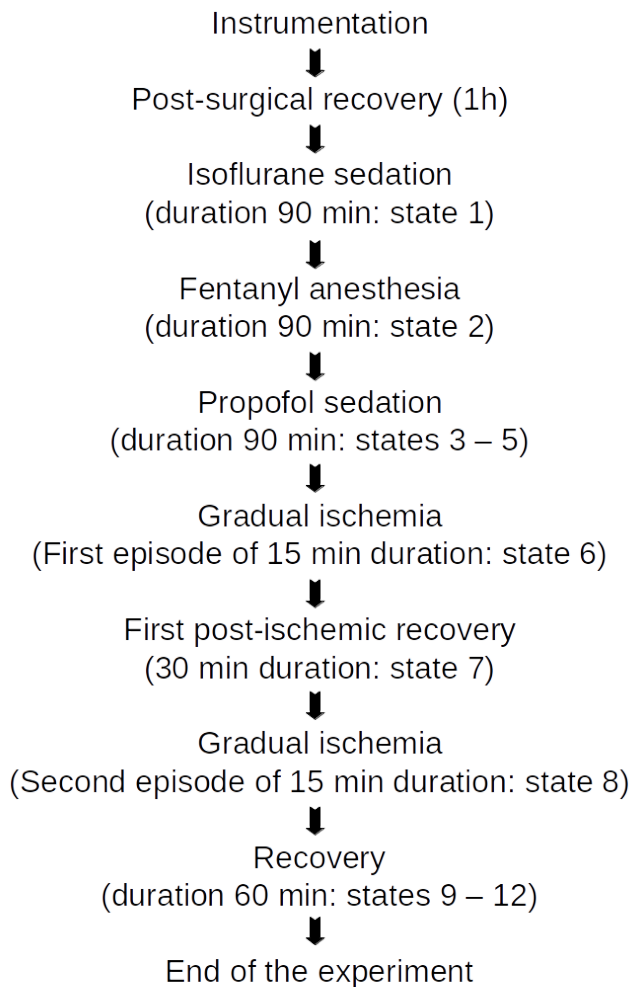 Instrumentation
Post-surgical recovery (1h)
Isoflurane sedation
(duration 90 min: state 1)
Fentanyl anesthesia
(duration 90 min: state 2)
Propofol sedation
(duration 90 min: states 3 – 5)
Gradual ischemia
(First episode of 15 min duration: state 6)
First post-ischemic recovery
(30 min duration: state 7)
Gradual ischemia
(Second episode of 15 min duration: state 8)
Recovery
(duration 60 min: states 9 – 12)
End of the experiment